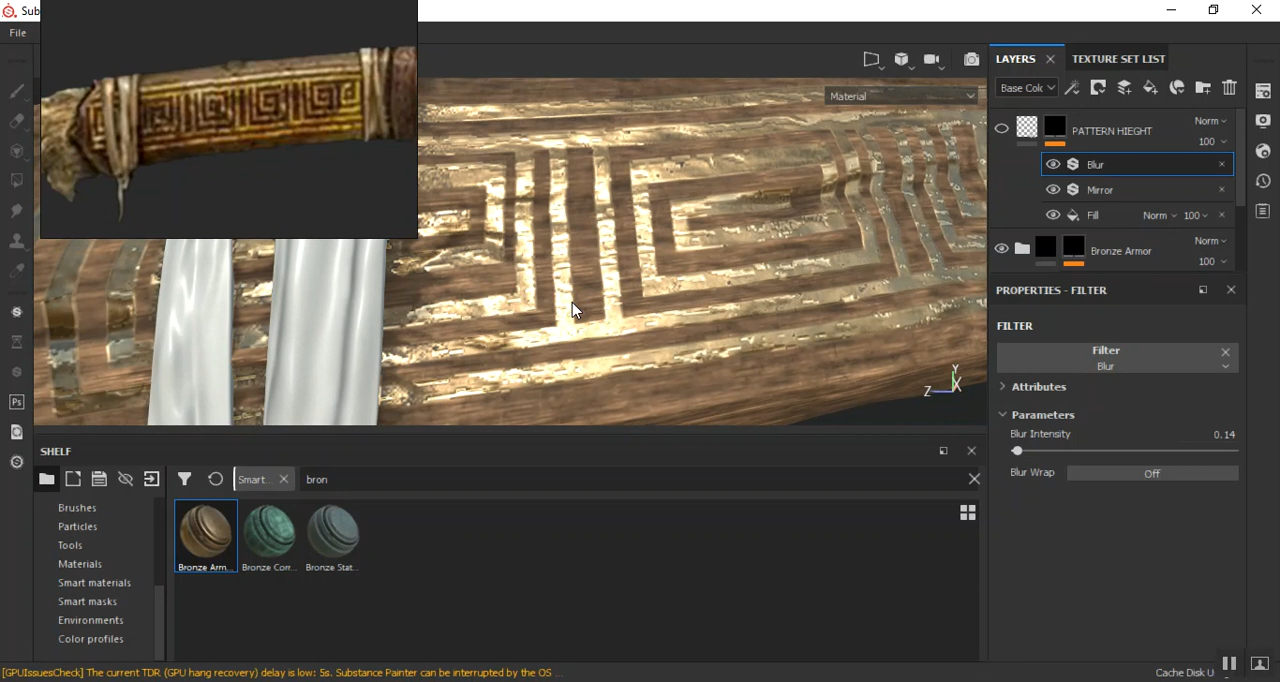 Sub
File
LAYERS
TEXTURE SET LIST
Base Colc
Material
Norm
PATTERN HIEGHT
100
Blur
Mirror
Fill
Norm
100
Norm
Bronze Armor
100
PROPERTIES - FILTER
FILTER
Filter
Blur
Attributes
Parameters
Blur Intensity
0.14
Blur Wrap
Off
Y
Z
X
SHELF
Smart...
bron
Brushes
Particles
Tools
Materials
Smart materials
Smart masks
Environments
Color profiles
Bronze Arm...
Bronze Corr...
Bronze Stat...
Ps
[GPUIssuesCheck] The current TDR (GPU hang recovery) delay is low: 5s. Substance Painter can be interrupted by the OS ...
Cache Disk U